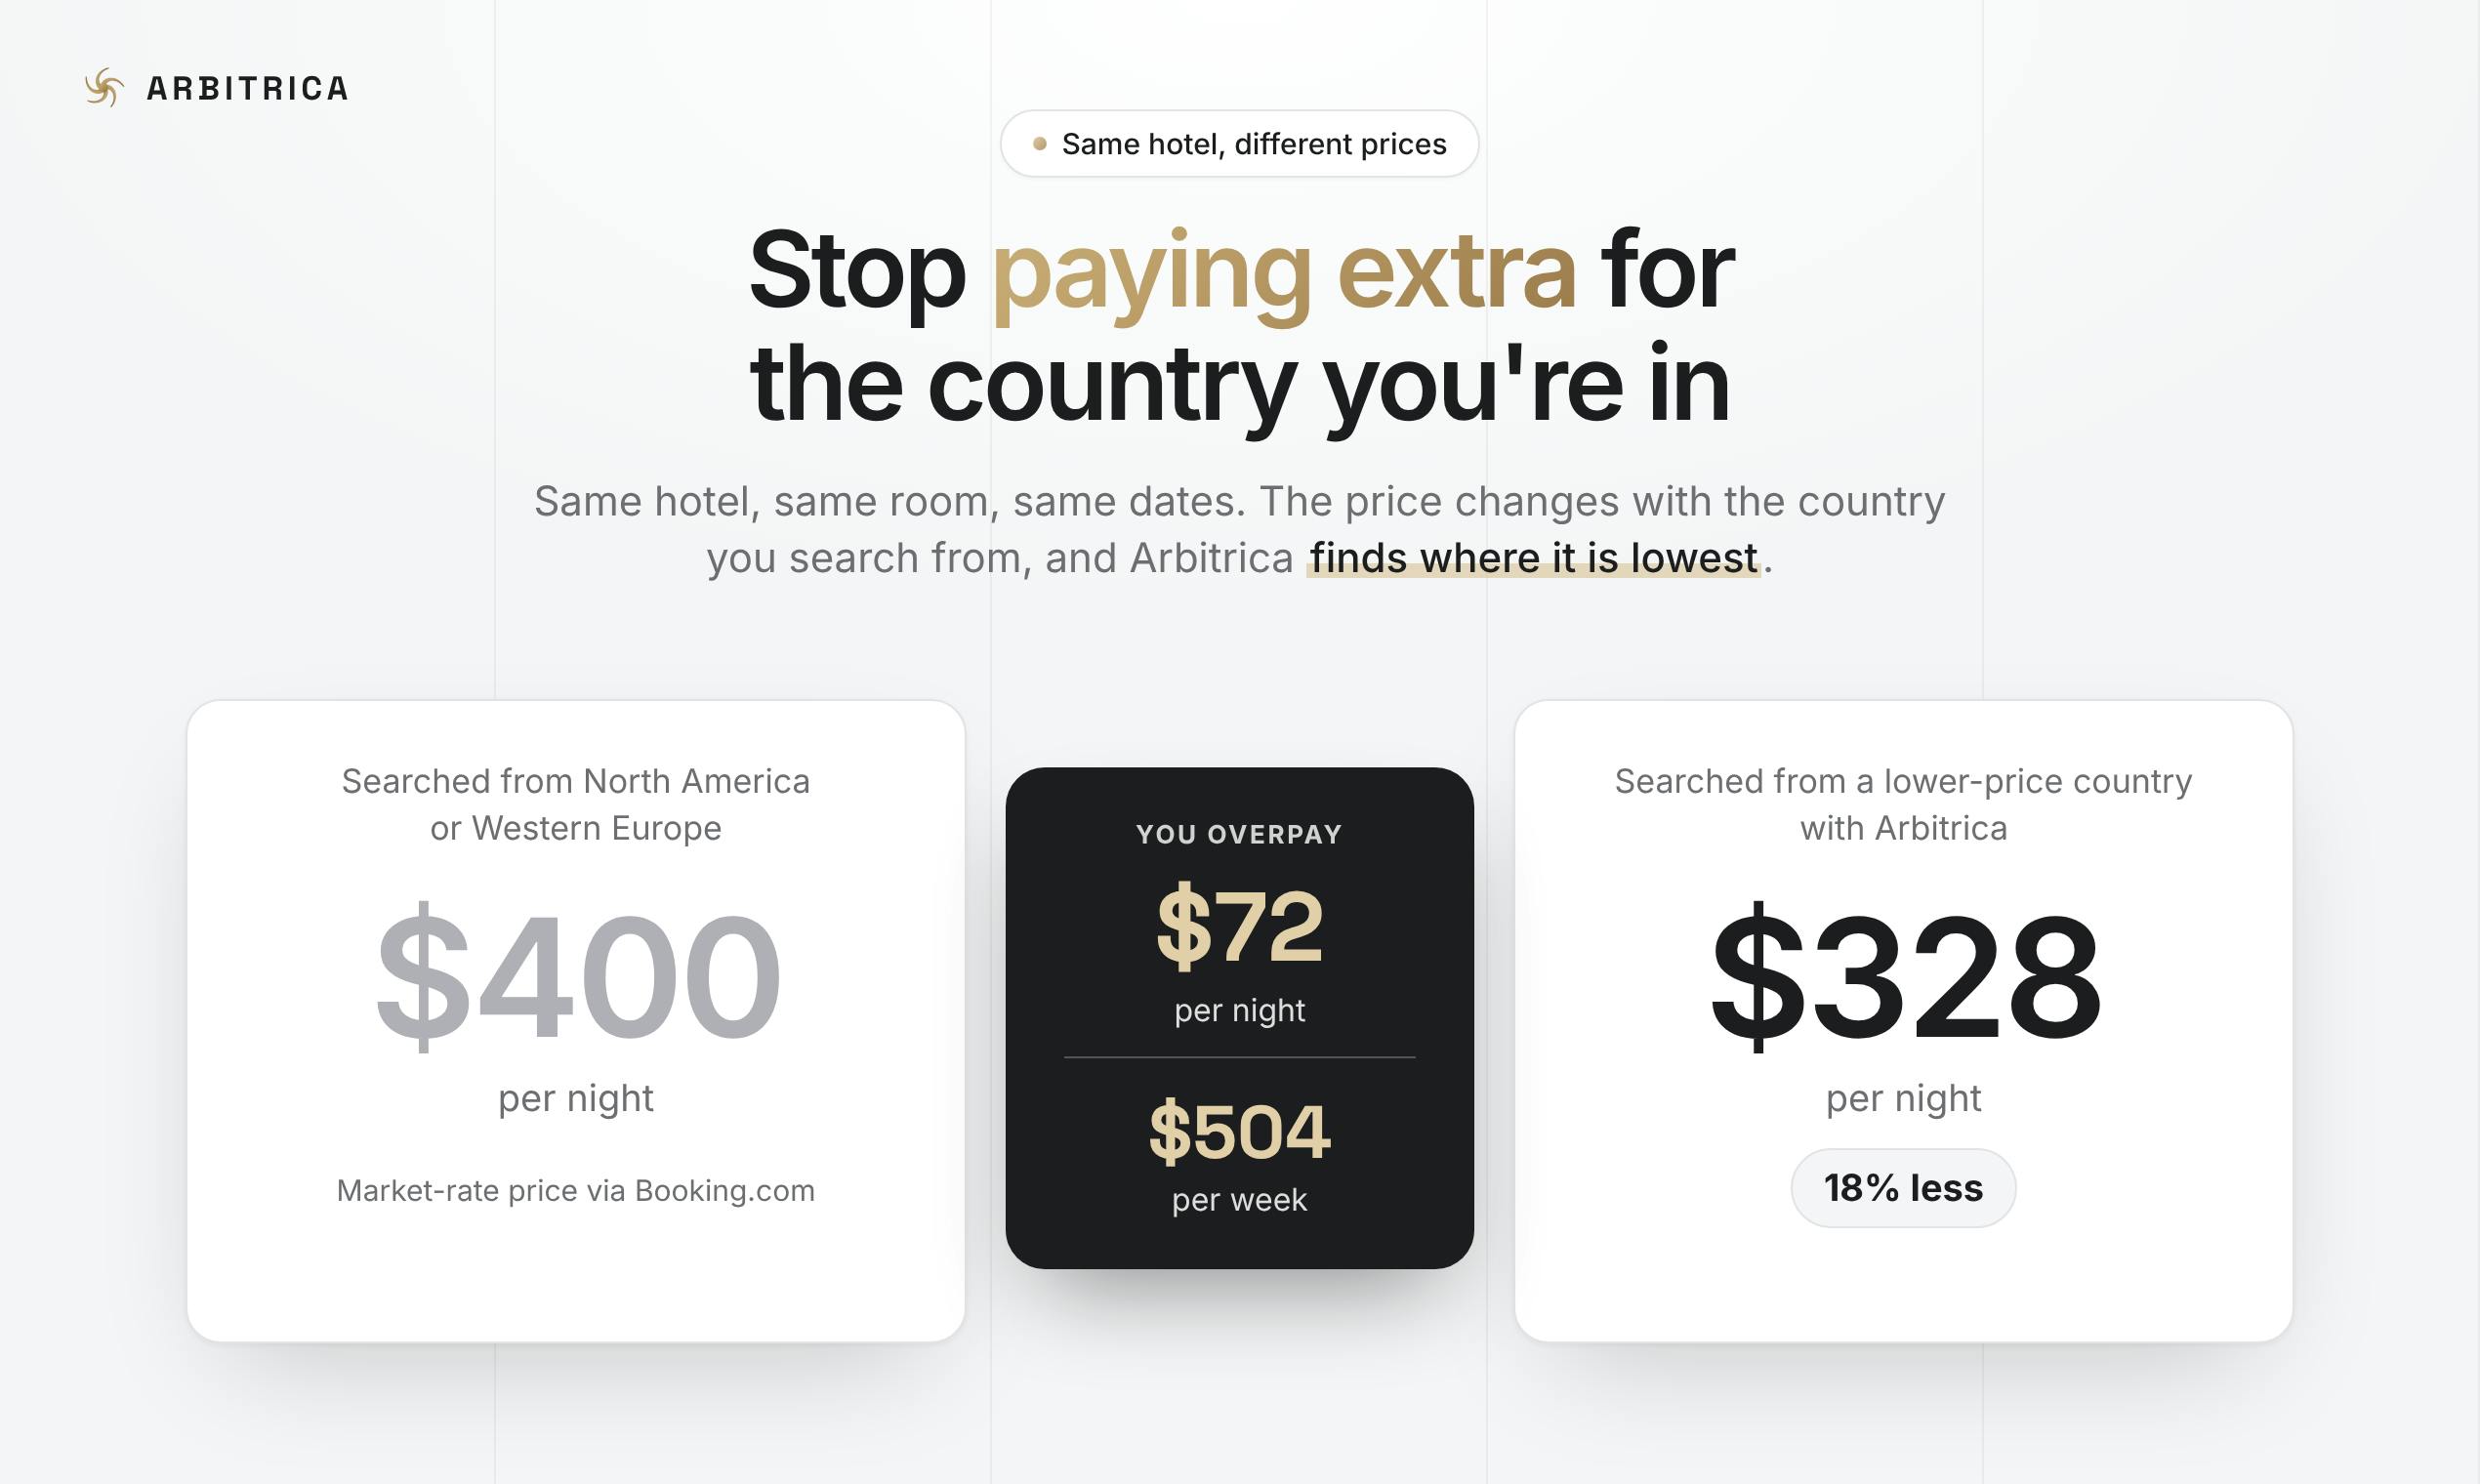 ARBITRICA
Same hotel, different prices
Stop paying extra for
the country you're in
Same hotel, same room, same dates. The price changes with the country
you search from, and Arbitrica finds where it is lowest.
Searched from North America
or Western Europe
$400
per night
Market-rate price via Booking.com
YOU OVERPAY
$72
per night
$504
per week
Searched from a lower-price country
with Arbitrica
$328
per night
18% less